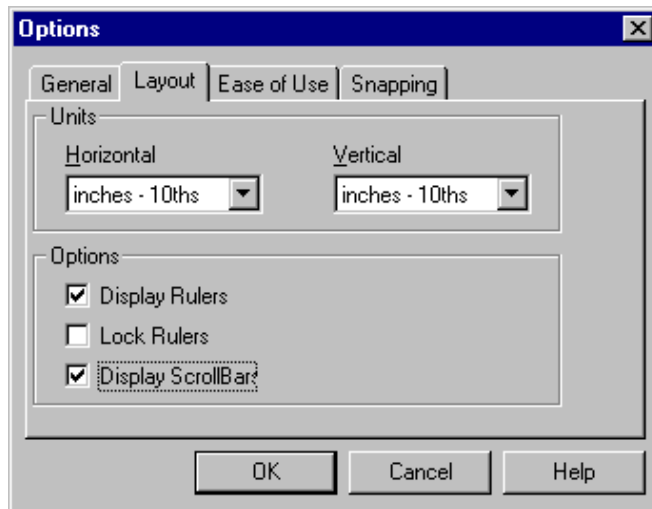 Options
General Layout Ease of Use Snapping
Units
Horizontal Vertical
inches - 10ths inches - 10ths
Options
Display Rulers
Lock Rulers
Display ScrollBar
OK Cancel Help